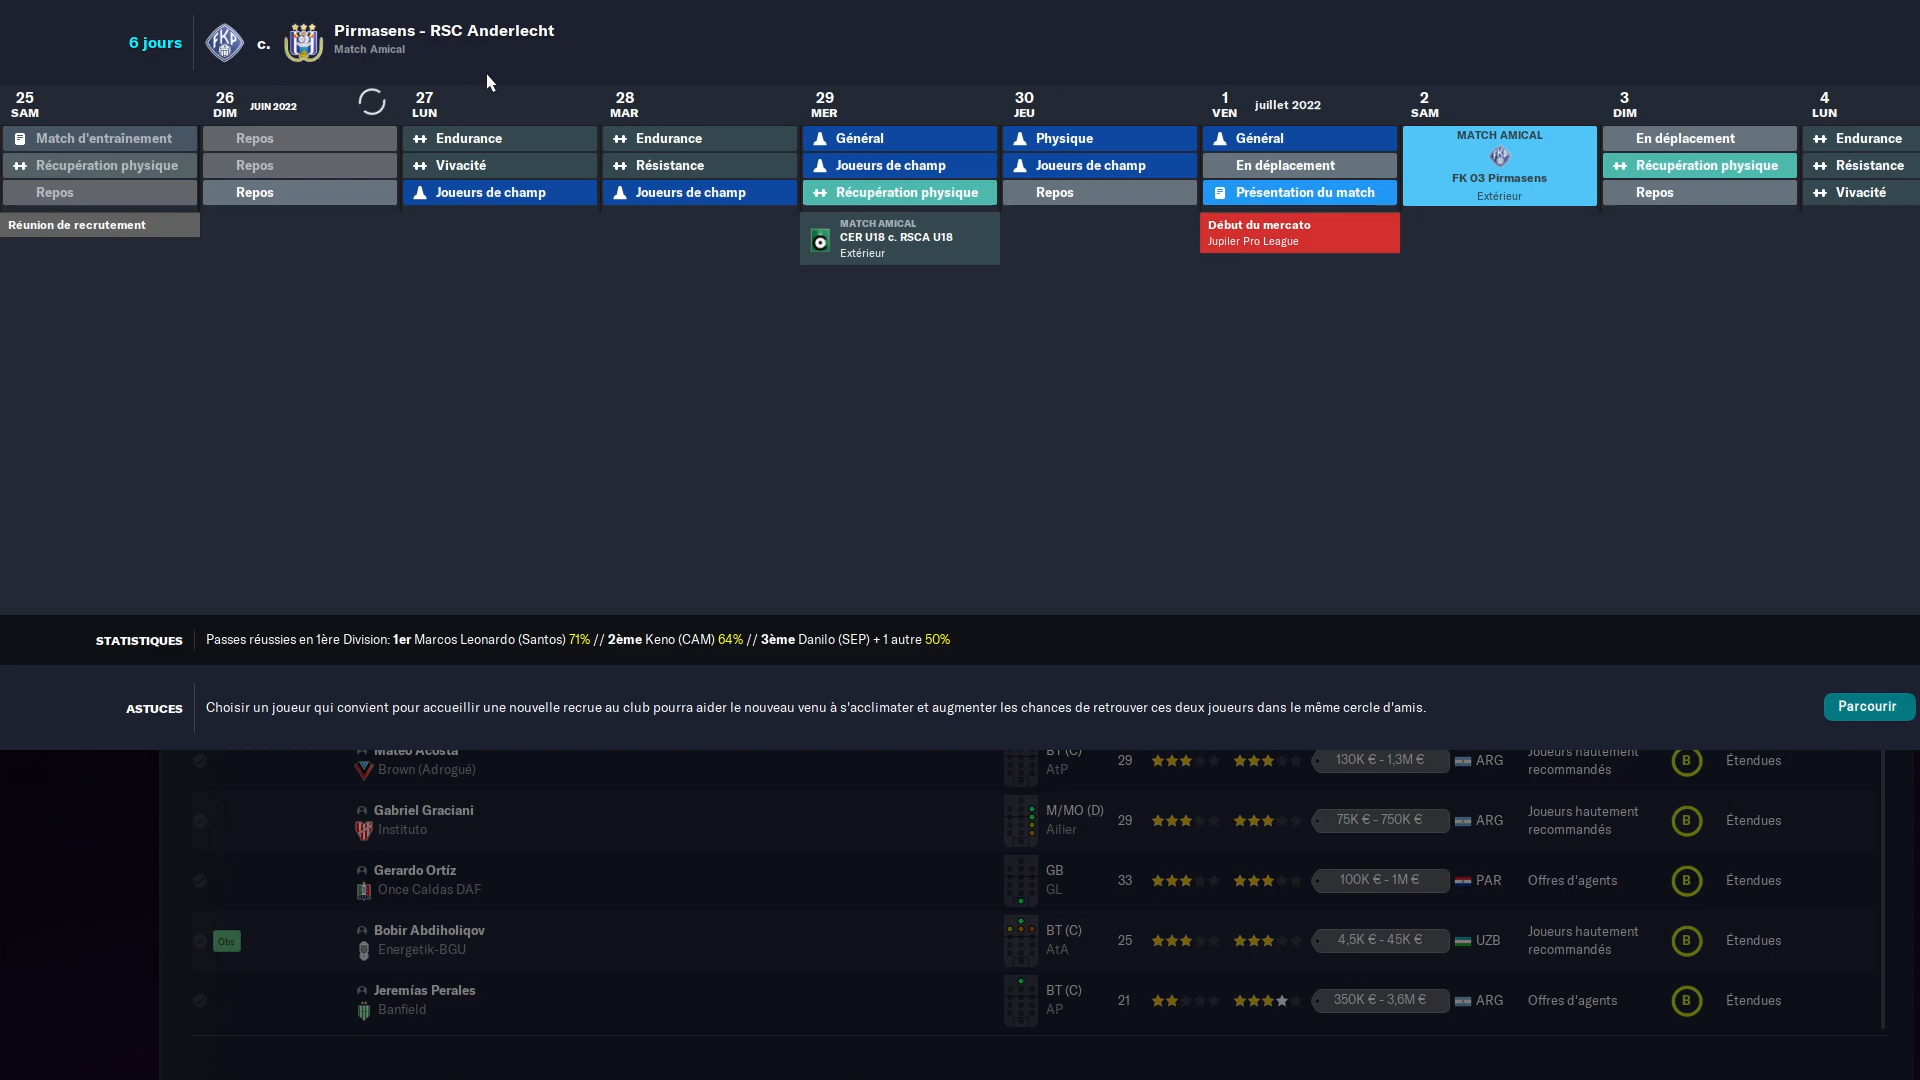 6 jours
c.
Pirmasens - RSC Anderlecht
Match Amical
25
SAM
26
DIM
JUIN 2022
27
LUN
28
MAR
29
MER
30
JEU
1
VEN
juillet 2022
2
SAM
3
DIM
4
LUN
Match d'entraînement
Repos
Endurance
Endurance
Général
Physique
Général
MATCH AMICAL
FK 03 Pirmasens
Extérieur
En déplacement
Endurance
Récupération physique
Repos
Vivacité
Résistance
Joueurs de champ
Joueurs de champ
En déplacement
Récupération physique
Résistance
Repos
Repos
Joueurs de champ
Joueurs de champ
Récupération physique
Repos
Présentation du match
Repos
Vivacité
Réunion de recrutement
MATCH AMICAL
CER U18 c. RSCA U18
Extérieur
Début du mercato
Jupiler Pro League
STATISTIQUES
Passes réussies en 1ère Division: 1er Marcos Leonardo (Santos) 71% // 2ème Keno (CAM) 64% // 3ème Danilo (SEP) + 1 autre 50%
ASTUCES
Choisir un joueur qui convient pour accueillir une nouvelle recrue au club pourra aider le nouveau venu à s'acclimater et augmenter les chances de retrouver ces deux joueurs dans le même cercle d'amis.
Parcourir
Mateo Acosta
Brown (Adrogué)
BT (C)
AtP
29
130K € - 1,3M €
ARG
Joueurs hautement
recommandés
B
Étendues
Gabriel Graciani
Instituto
M/MO (D)
Ailier
29
75K € - 750K €
ARG
Joueurs hautement
recommandés
B
Étendues
Gerardo Ortíz
Once Caldas DAF
GB
GL
33
100K € - 1M €
PAR
Offres d'agents
B
Étendues
Obs
Bobir Abdiholiqov
Energetik-BGU
BT (C)
AtA
25
4,5K € - 45K €
UZB
Joueurs hautement
recommandés
B
Étendues
Jeremías Perales
Banfield
BT (C)
AP
21
350K € - 3,6M €
ARG
Offres d'agents
B
Étendues